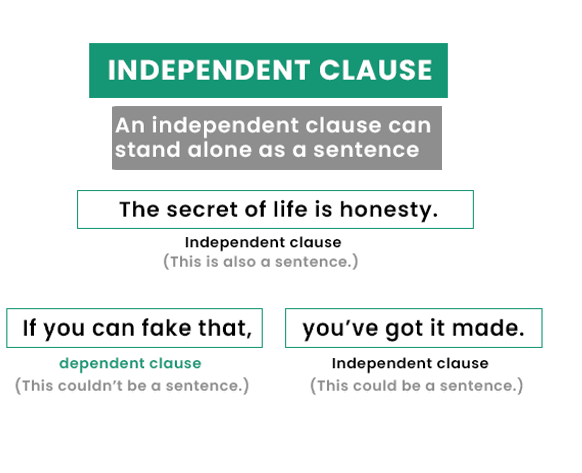 INDEPENDENT CLAUSE
An independent clause can
stand alone as a sentence
The secret of life is honesty.
Independent clause
(This is also a sentence.)
If you can fake that,
dependent clause
(This couldn't be a sentence.)
you've got it made.
Independent clause
(This could be a sentence.)